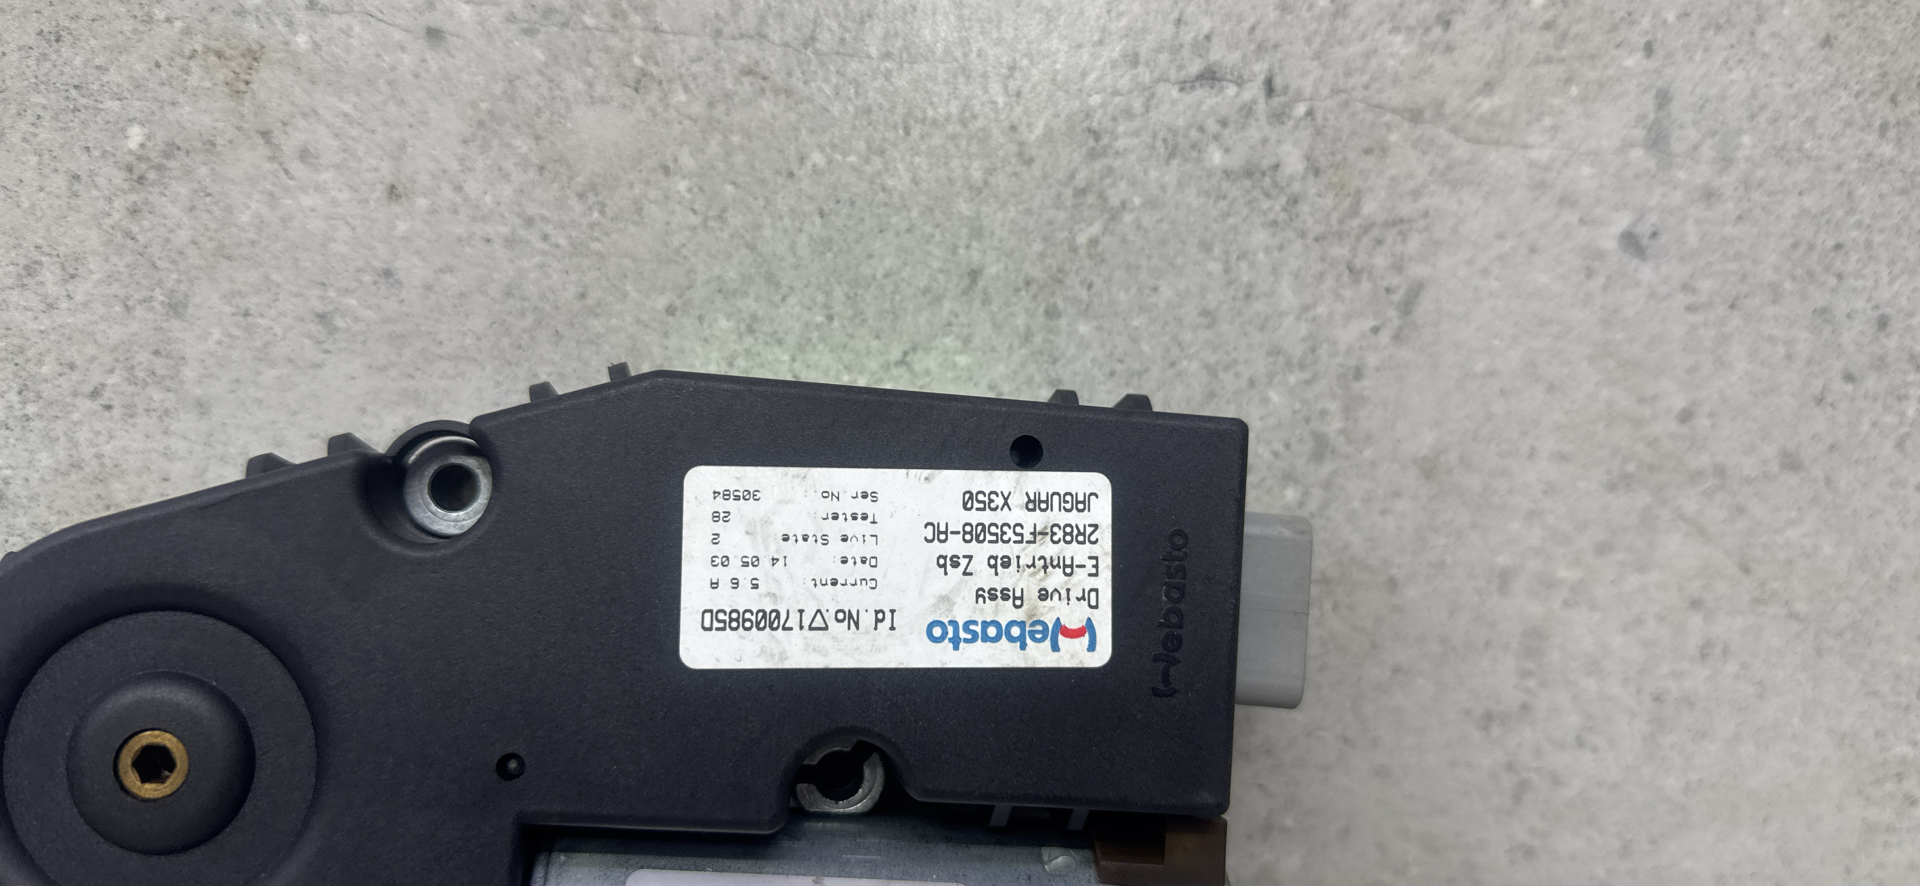 Webasto
Id.No.▽1700985D
Drive Assy
E-Antrieb Zsb
2R83-F53508-AC
JAGUAR X350
Current: 5.6 A
Date: 14.05.03
Live State: 2
Tester: 28
Ser.No.: 30584
Webasto